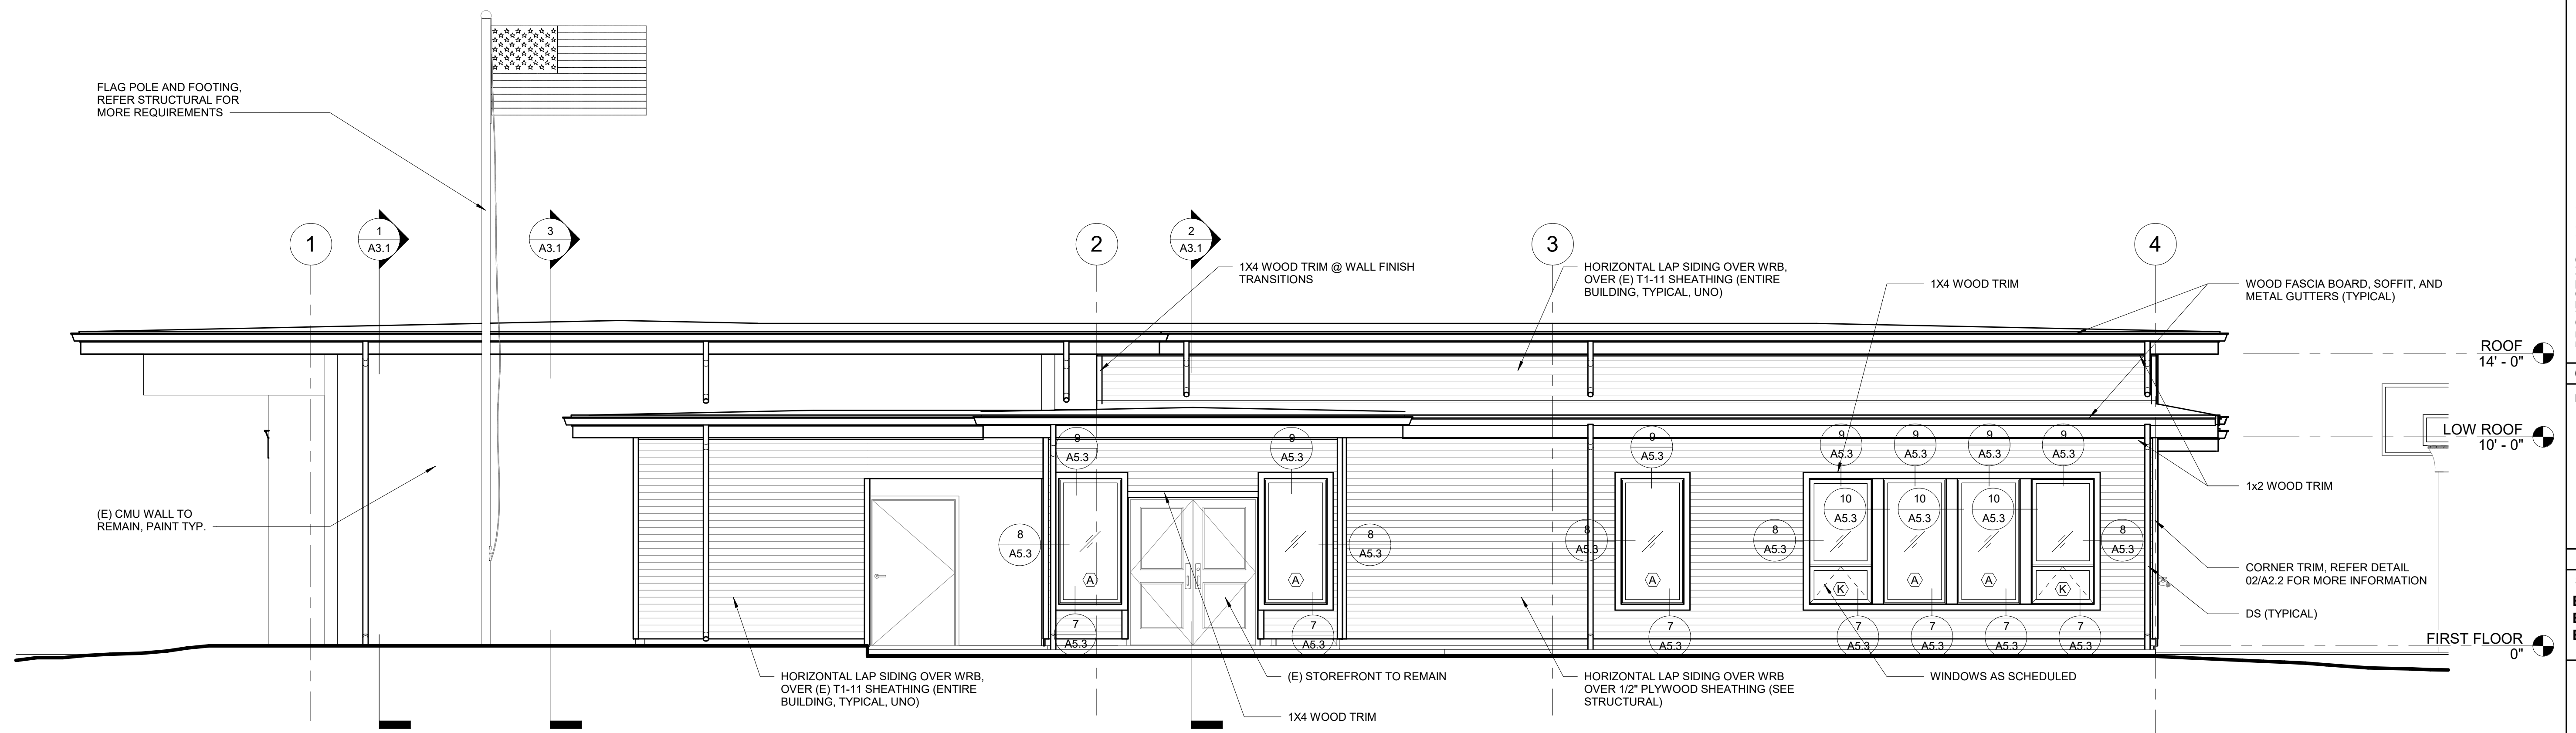 FLAG POLE AND FOOTING,
REFER STRUCTURAL FOR
MORE REQUIREMENTS
1
1
A3.1
3
A3.1
2
2
A3.1
3
4
1X4 WOOD TRIM @ WALL FINISH
TRANSITIONS
HORIZONTAL LAP SIDING OVER WRB,
OVER (E) T1-11 SHEATHING (ENTIRE
BUILDING, TYPICAL, UNO)
1X4 WOOD TRIM
WOOD FASCIA BOARD, SOFFIT, AND
METAL GUTTERS (TYPICAL)
ROOF
14' - 0"
LOW ROOF
10' - 0"
9
A5.3
9
A5.3
9
A5.3
9
A5.3
9
A5.3
9
A5.3
9
A5.3
1x2 WOOD TRIM
10
A5.3
10
A5.3
10
A5.3
(E) CMU WALL TO
REMAIN, PAINT TYP.
8
A5.3
8
A5.3
8
A5.3
8
A5.3
8
A5.3
A
A
A
K
A
A
K
CORNER TRIM, REFER DETAIL
02/A2.2 FOR MORE INFORMATION
DS (TYPICAL)
7
A5.3
7
A5.3
7
A5.3
7
A5.3
7
A5.3
7
A5.3
7
A5.3
FIRST FLOOR
0"
HORIZONTAL LAP SIDING OVER WRB,
OVER (E) T1-11 SHEATHING (ENTIRE
BUILDING, TYPICAL, UNO)
(E) STOREFRONT TO REMAIN
1X4 WOOD TRIM
HORIZONTAL LAP SIDING OVER WRB
OVER 1/2" PLYWOOD SHEATHING (SEE
STRUCTURAL)
WINDOWS AS SCHEDULED